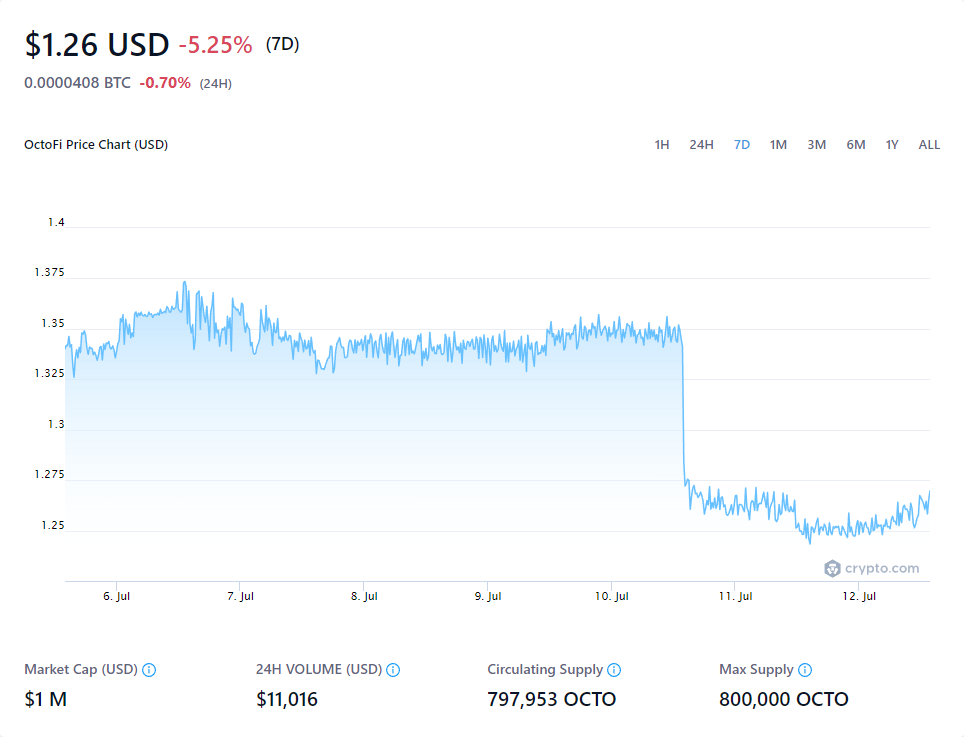 $1.26 USD -5.25% (7D)
0.0000408 BTC -0.70% (24H)
OctoFi Price Chart (USD) 1H 24H 7D 1M 3M 6M 1Y ALL
1.4
1.375
1.35
1.325
1.3
1.275
1.25
crypto.com
6. Jul 7. Jul 8. Jul 9. Jul 10. Jul 11. Jul 12. Jul
Market Cap (USD) 24H VOLUME (USD) Circulating Supply Max Supply
$1 M $11,016 797,953 OCTO 800,000 OCTO